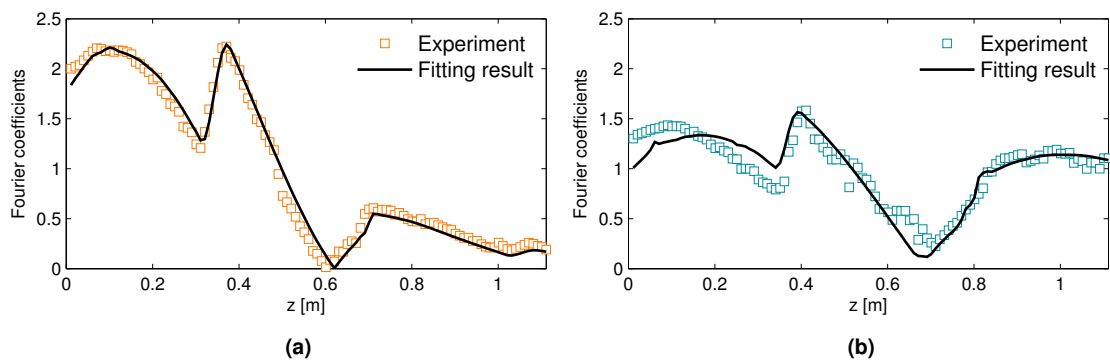 2.5
2
1.5
1
0.5
0
Fourier coefficients
Experiment
Fitting result
0 0.2 0.4 0.6 0.8 1
z [m]
(a)
2.5
2
1.5
1
0.5
0
Fourier coefficients
Experiment
Fitting result
0 0.2 0.4 0.6 0.8 1
z [m]
(b)